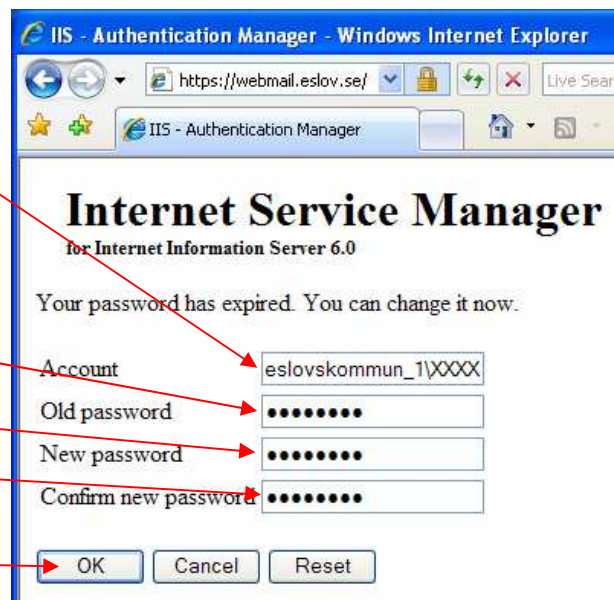 IIS - Authentication Manager - Windows Internet Explorer
https://webmail.eslov.se/
Live Sear
IIS - Authentication Manager
Internet Service Manager
for Internet Information Server 6.0
Your password has expired. You can change it now.
Account eslovskommun_1\XXXX
Old password ●●●●●●●●
New password ●●●●●●●●
Confirm new password ●●●●●●●●
OK Cancel Reset